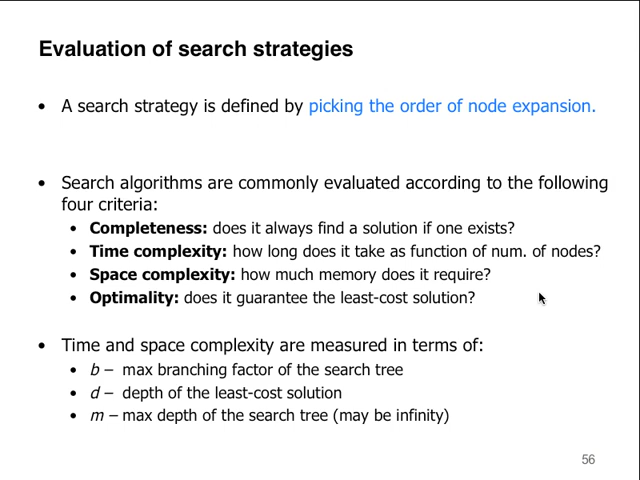 Evaluation of search strategies
• A search strategy is defined by picking the order of node expansion.
• Search algorithms are commonly evaluated according to the following
four criteria:
• Completeness: does it always find a solution if one exists?
• Time complexity: how long does it take as function of num. of nodes?
• Space complexity: how much memory does it require?
• Optimality: does it guarantee the least-cost solution?
• Time and space complexity are measured in terms of:
• b – max branching factor of the search tree
• d – depth of the least-cost solution
• m – max depth of the search tree (may be infinity)
56